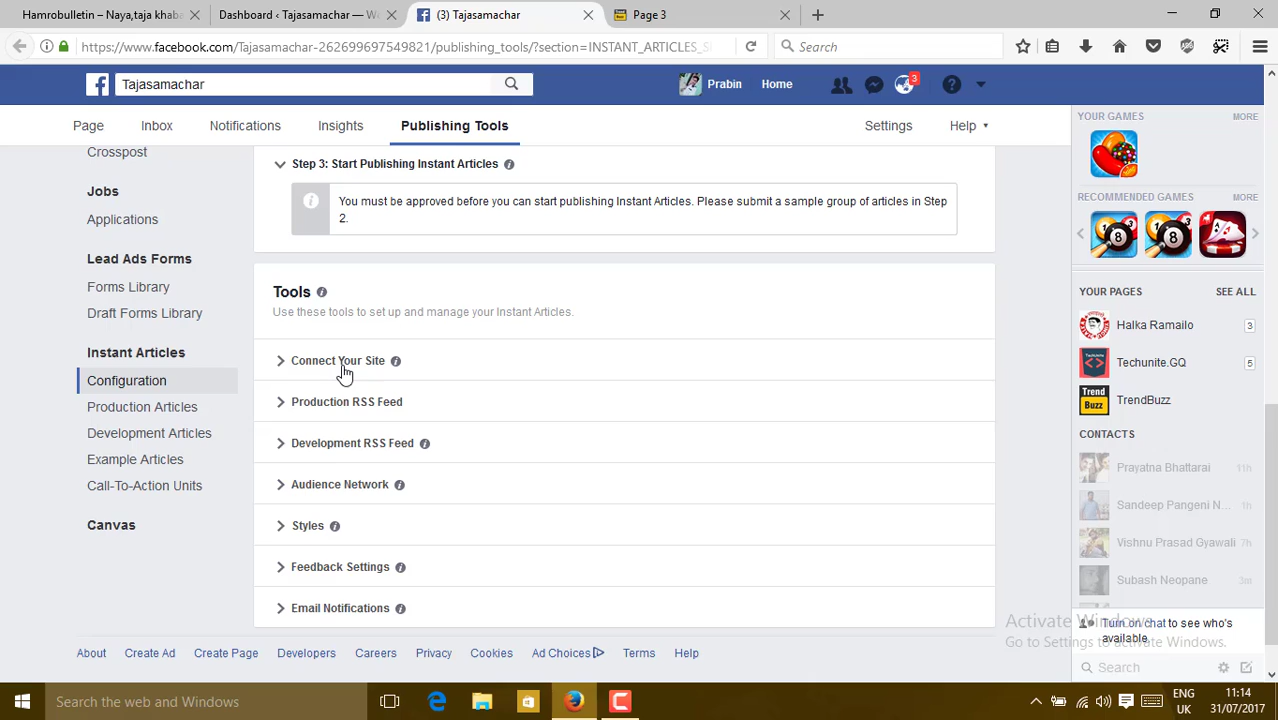 Hamrobulletin – Naya,taja khaba
Dashboard ‹ Tajasamachar — W
(3) Tajasamachar
Page 3
https://www.facebook.com/Tajasamachar-262699697549821/publishing_tools/?section=INSTANT_ARTICLES_S
Search
Tajasamachar
Prabin
Home
3
Page
Inbox
Notifications
Insights
Publishing Tools
Settings
Help
Crosspost
Jobs
Applications
Lead Ads Forms
Forms Library
Draft Forms Library
Instant Articles
Configuration
Production Articles
Development Articles
Example Articles
Call-To-Action Units
Canvas
Step 3: Start Publishing Instant Articles
You must be approved before you can start publishing Instant Articles. Please submit a sample group of articles in Step
2.
Tools
Use these tools to set up and manage your Instant Articles.
Connect Your Site
Production RSS Feed
Development RSS Feed
Audience Network
Styles
Feedback Settings
Email Notifications
About
Create Ad
Create Page
Developers
Careers
Privacy
Cookies
Ad Choices
Terms
Help
YOUR GAMES
MORE
RECOMMENDED GAMES
MORE
YOUR PAGES
SEE ALL
Halka Ramailo
3
Techunite.GQ
5
Trend
Buzz
TrendBuzz
CONTACTS
Prayatna Bhattarai
11h
Sandeep Pangeni N...
1h
Vishnu Prasad Gyawali
7h
Subash Neopane
3m
Activate Windows
Go to Settings to activate Windows.
Turn on chat to see who's
available.
Search
Search the web and Windows
ENG
UK
11:14
31/07/2017